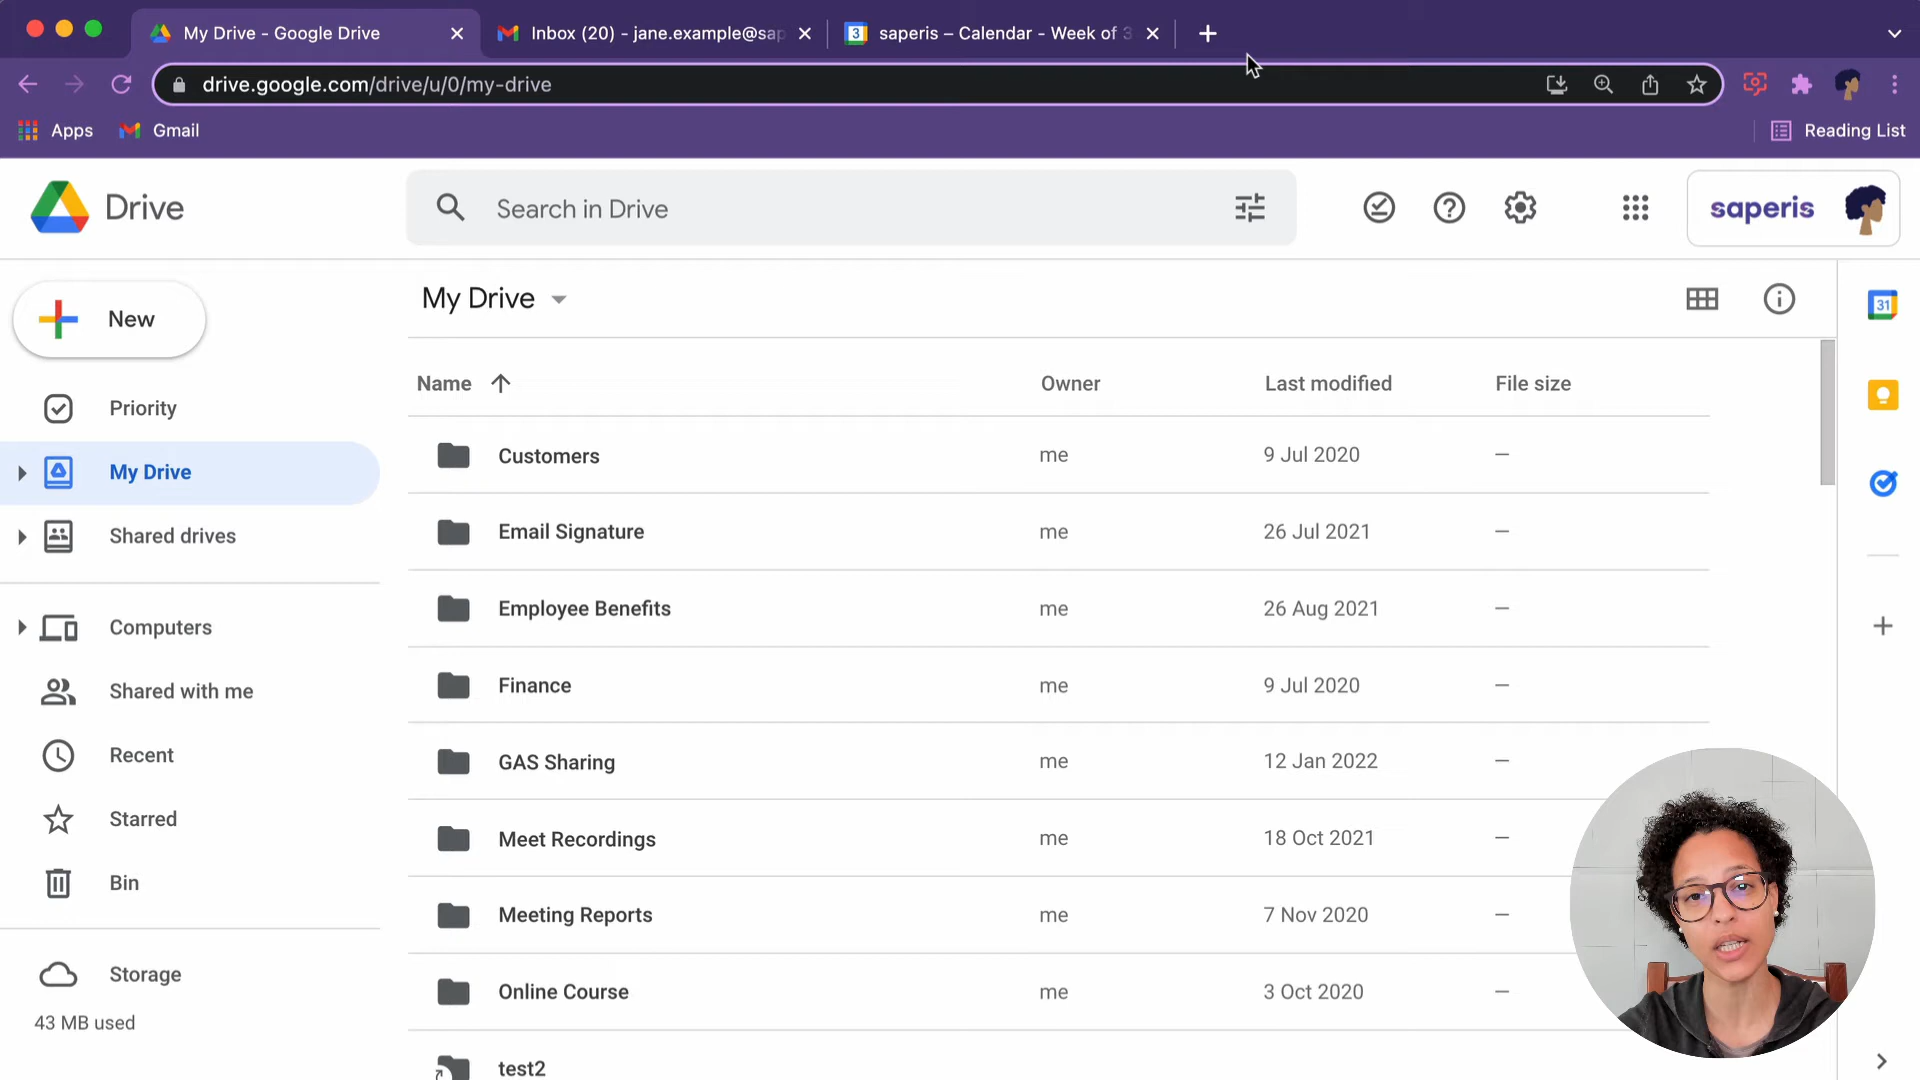 My Drive - Google Drive
Inbox (20) - jane.example@sap
saperis – Calendar - Week of 3
drive.google.com/drive/u/0/my-drive
Apps
Gmail
Reading List
Drive
Search in Drive
saperis
New
My Drive
31
Name
Owner
Last modified
File size
Priority
My Drive
Shared drives
Computers
Shared with me
Recent
Starred
Bin
Storage
43 MB used
Customers me 9 Jul 2020 —
Email Signature me 26 Jul 2021 —
Employee Benefits me 26 Aug 2021 —
Finance me 9 Jul 2020 —
GAS Sharing me 12 Jan 2022 —
Meet Recordings me 18 Oct 2021 —
Meeting Reports me 7 Nov 2020 —
Online Course me 3 Oct 2020 —
test2